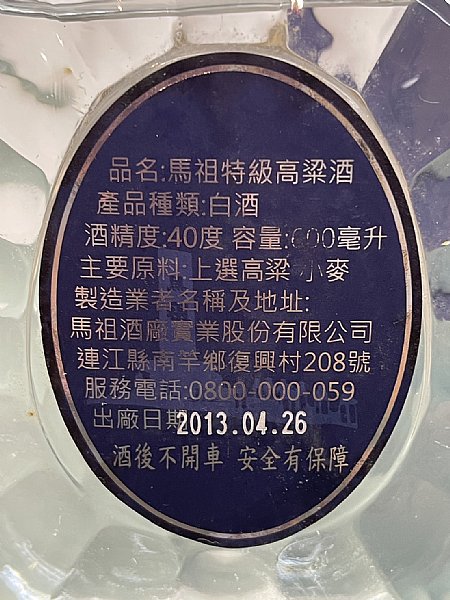 品名:馬祖特級高粱酒
產品種類:白酒
酒精度:40度 容量:600毫升
主要原料:上選高粱 小麥
製造業者名稱及地址:
馬祖酒廠實業股份有限公司
連江縣南竿鄉復興村208號
服務電話:0800-000-059
出廠日期 2013.04.26
酒後不開車 安全有保障